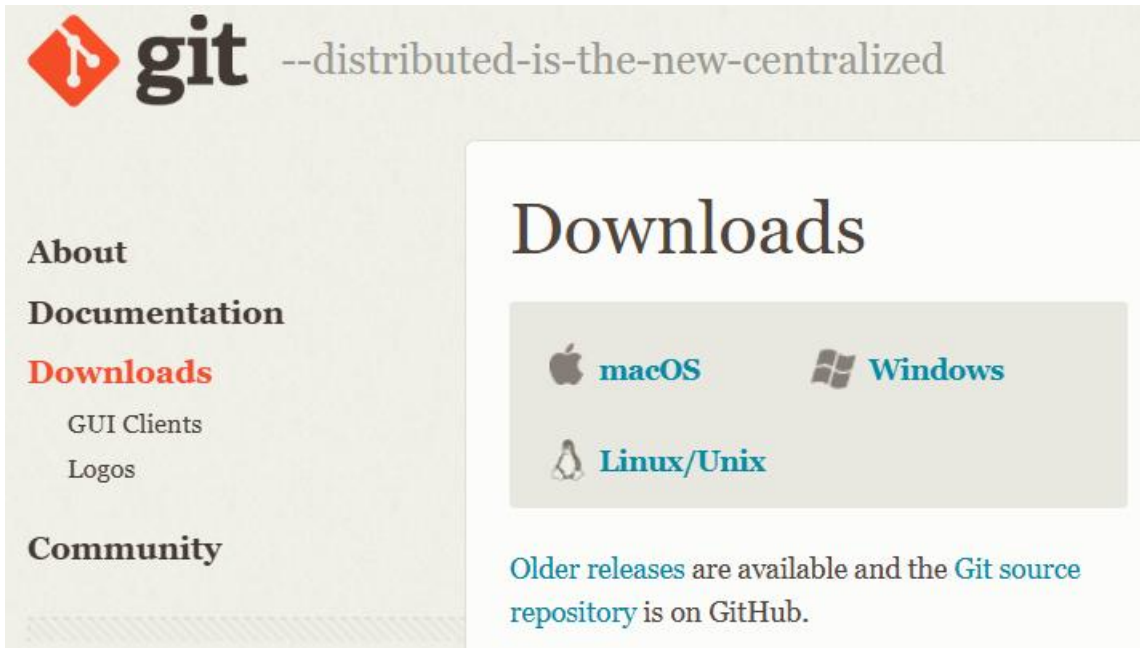 git --distributed-is-the-new-centralized
About
Documentation
Downloads
GUI Clients
Logos
Community
Downloads
macOS Windows
Linux/Unix
Older releases are available and the Git source
repository is on GitHub.